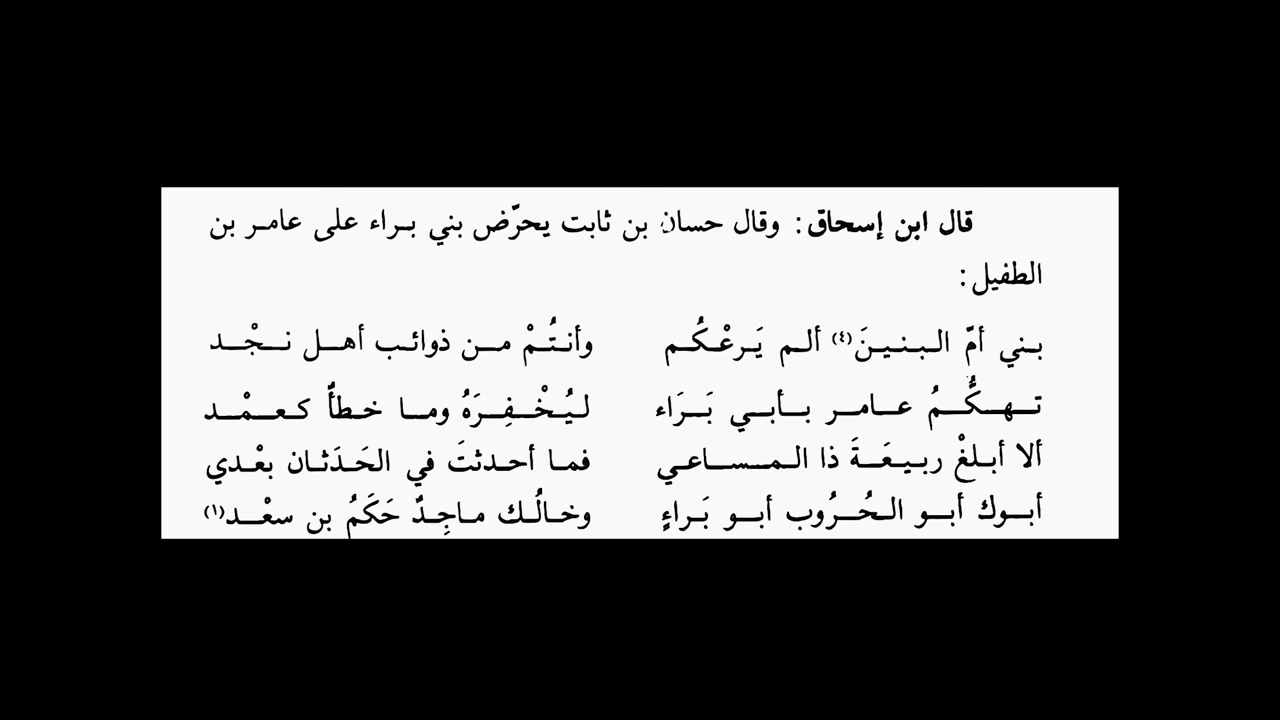 قال ابن إسحاق: وقال حسان بن ثابت يحرّض بني براء على عامر بن
الطفيل:
بني أمّ البنينَ(٤) ألم يَرعْكُم وأنتُمْ من ذوائب أهل نجْد
تهكُّمُ عامر بأبي بَرَاء ليُخْفِرَهُ وما خطأٌ كعمْد
ألا أبلغْ ربيعَةَ ذا المساعي فما أحدثتَ في الحَدَثان بعْدي
أبوك أبو الحُرُوب أبو بَراءٍ وخالُك ماجِدٌ حَكَمُ بن سعْد(١)